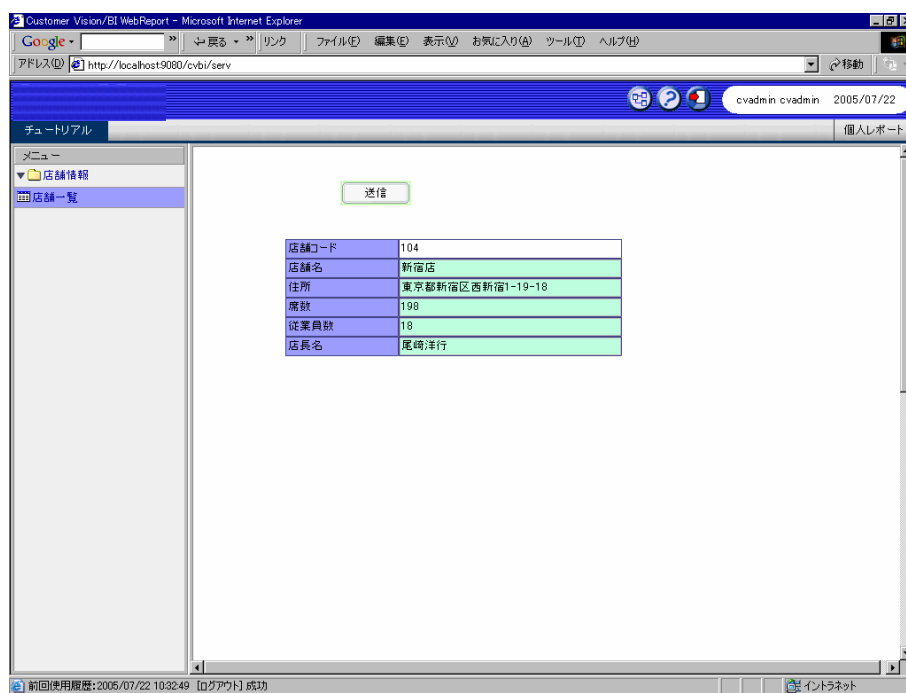 Customer Vision/BI WebReport - Microsoft Internet Explorer
Google 戻る リンク ファイル(F) 編集(E) 表示(V) お気に入り(A) ツール(T) ヘルプ(H)
アドレス(D) http://localhost:9080/cvbi/serv 移動
cvadmin cvadmin 2005/07/22
チュートリアル 個人レポート
メニュー
店舗情報
店舗一覧
送信
店舗コード 104
店舗名 新宿店
住所 東京都新宿区西新宿1-19-18
席数 198
従業員数 18
店長名 尾崎洋行
前回使用履歴:2005/07/22 10:32:49 [ログアウト] 成功 イントラネット